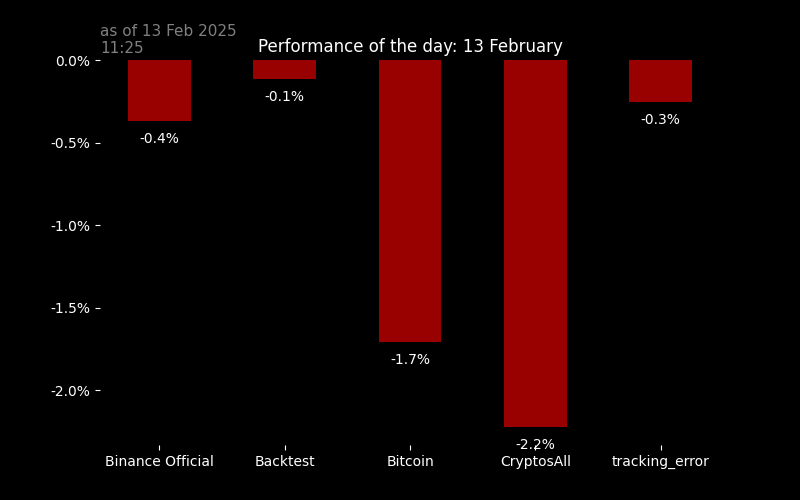 as of 13 Feb 2025
11:25
Performance of the day: 13 February
0.0%
-0.5%
-1.0%
-1.5%
-2.0%
-0.4%
-0.1%
-1.7%
-2.2%
-0.3%
Binance Official
Backtest
Bitcoin
CryptosAll
tracking_error